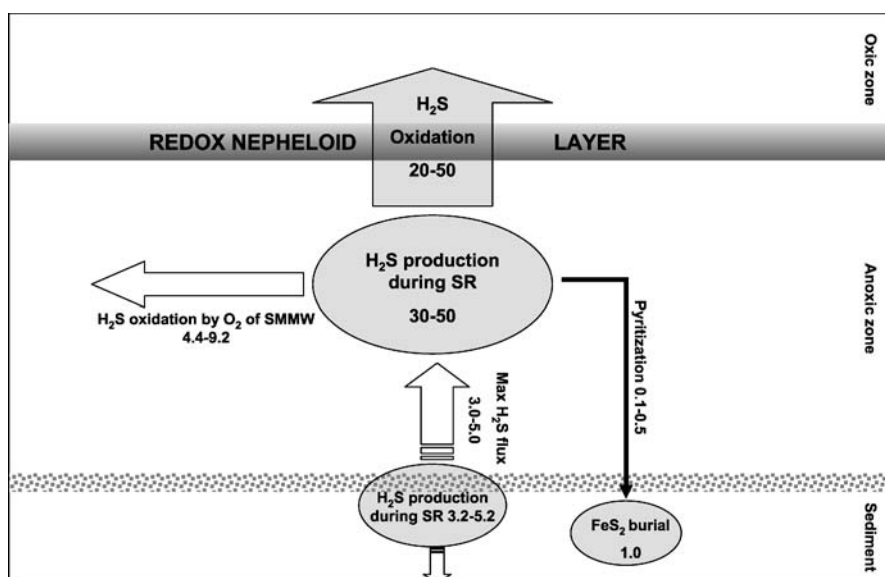 Oxic zone
H₂S
Oxidation
20-50
REDOX NEPHELOID LAYER
H₂S production
during SR
30-50
Anoxic zone
H₂S oxidation by O₂ of SMMW
4.4-9.2
Pyritization 0.1-0.5
Max H₂S flux
3.0-5.0
H₂S production
during SR 3.2-5.2
FeS₂ burial
1.0
Sediment